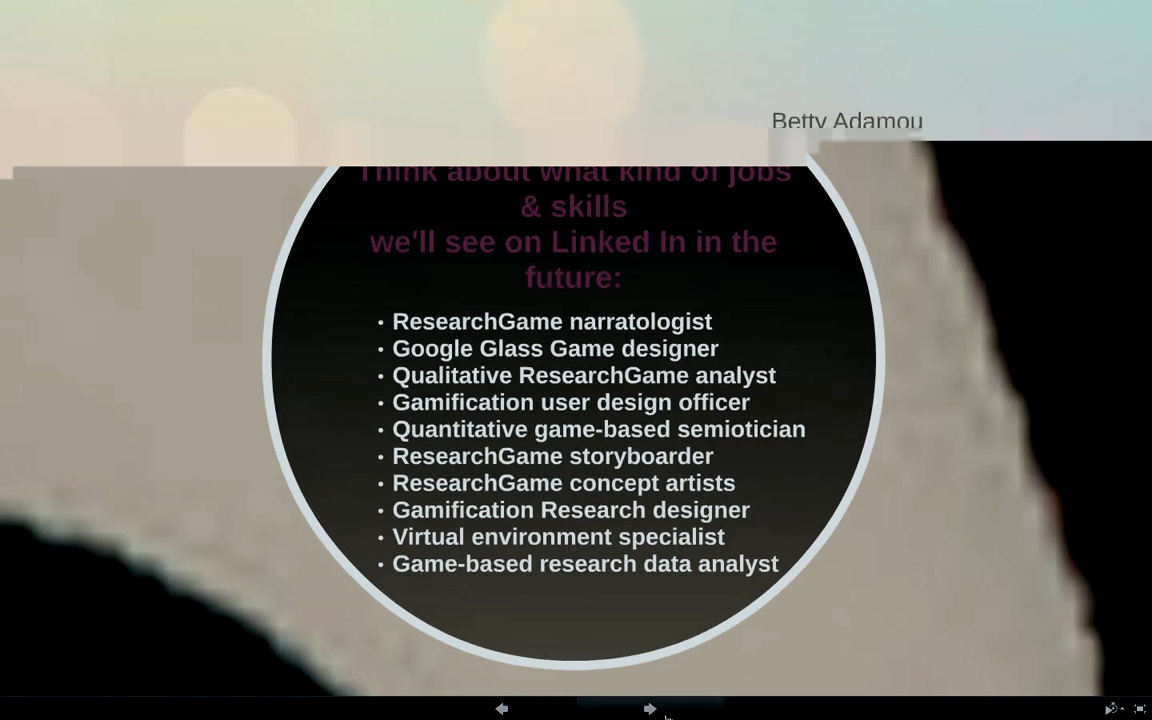 Betty Adamou
Think about what kind of jobs
& skills
we'll see on Linked In in the
future:
• ResearchGame narratologist
• Google Glass Game designer
• Qualitative ResearchGame analyst
• Gamification user design officer
• Quantitative game-based semiotician
• ResearchGame storyboarder
• ResearchGame concept artists
• Gamification Research designer
• Virtual environment specialist
• Game-based research data analyst